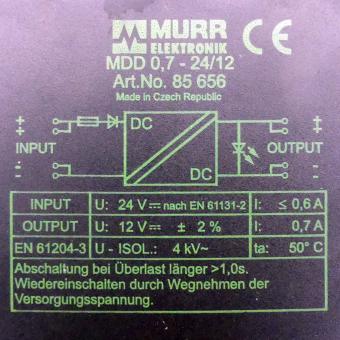 MURR CE
ELEKTRONIK
MDD 0,7 - 24/12
Art.No. 85 656
Made in Czech Republic
+ DC +
INPUT OUTPUT
- DC -
INPUT U: 24 V⎓ nach EN 61131-2 I: ≤ 0,6 A
OUTPUT U: 12 V⎓ ± 2 % I: 0,7 A
EN 61204-3 U - ISOL.: 4 kV~ ta: 50° C
Abschaltung bei Überlast länger >1,0s.
Wiedereinschalten durch Wegnehmen der
Versorgungsspannung.